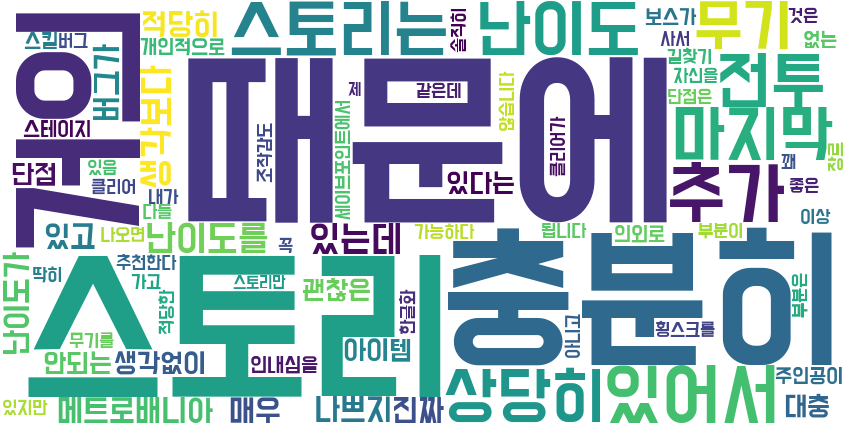 적당히
스토리는
난이도
보스가
무기
것은
스킬버그
개인적으로
솔직히
사서
없는
거의
버그가
생각보다
때문에
제
같은데
않습니다
길찾기
자신을
단점은
전투
마지막
꽤
장르
스테이지
단점
있음
클리어
내가
다들
조작감도
세이브포인트에서
있다는
클리어가
추가
좋은
있고
나오면
난이도를
꼭
있는데
가능하다
됩니다
의외로
부분이
이상
난이도가
딱히
추천한다
가고
적당한
스토리만
스토리
괜찮은
한글화
충분히
아니고
횡스크를
부분은
무기를
안되는
생각없이
인내심을
아이템
주인공이
있지만
메트로배니아
매우
나쁘지
진짜
상당히
있어서
대충